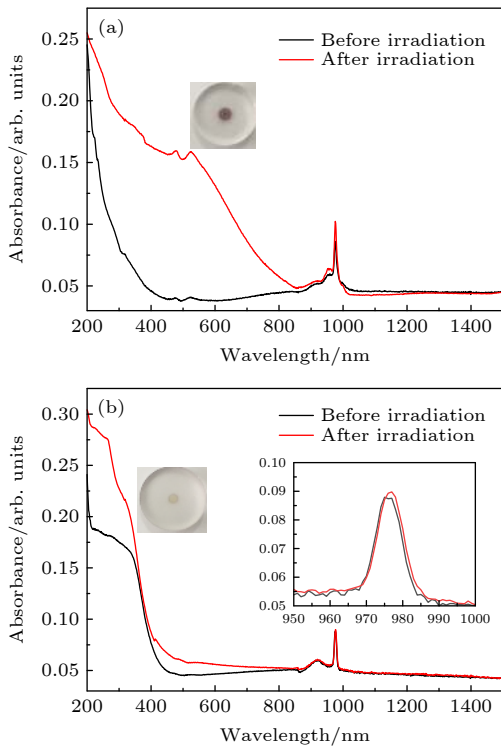 (a)
Before irradiation
After irradiation
0.25
0.20
0.15
0.10
0.05
Absorbance/arb. units
200 400 600 800 1000 1200 1400
Wavelength/nm
(b)
Before irradiation
After irradiation
0.30
0.25
0.20
0.15
0.10
0.05
Absorbance/arb. units
0.10
0.09
0.08
0.07
0.06
0.05
950 960 970 980 990 1000
200 400 600 800 1000 1200 1400
Wavelength/nm